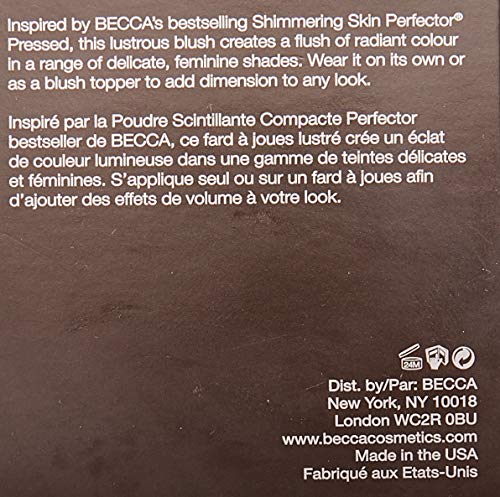 Inspired by BECCA's bestselling Shimmering Skin Perfector®
Pressed, this lustrous blush creates a flush of radiant colour
in a range of delicate, feminine shades. Wear it on its own or
as a blush topper to add dimension to any look.
Inspiré par la Poudre Scintillante Compacte Perfector
bestseller de BECCA, ce fard à joues lustré crée un éclat
de couleur lumineuse dans une gamme de teintes délicates
et féminines. S'applique seul ou sur un fard à joues afin
d'ajouter des effets de volume à votre look.
24M
Dist. by/Par: BECCA
New York, NY 10018
London WC2R 0BU
www.beccacosmetics.com
Made in the USA
Fabriqué aux Etats-Unis